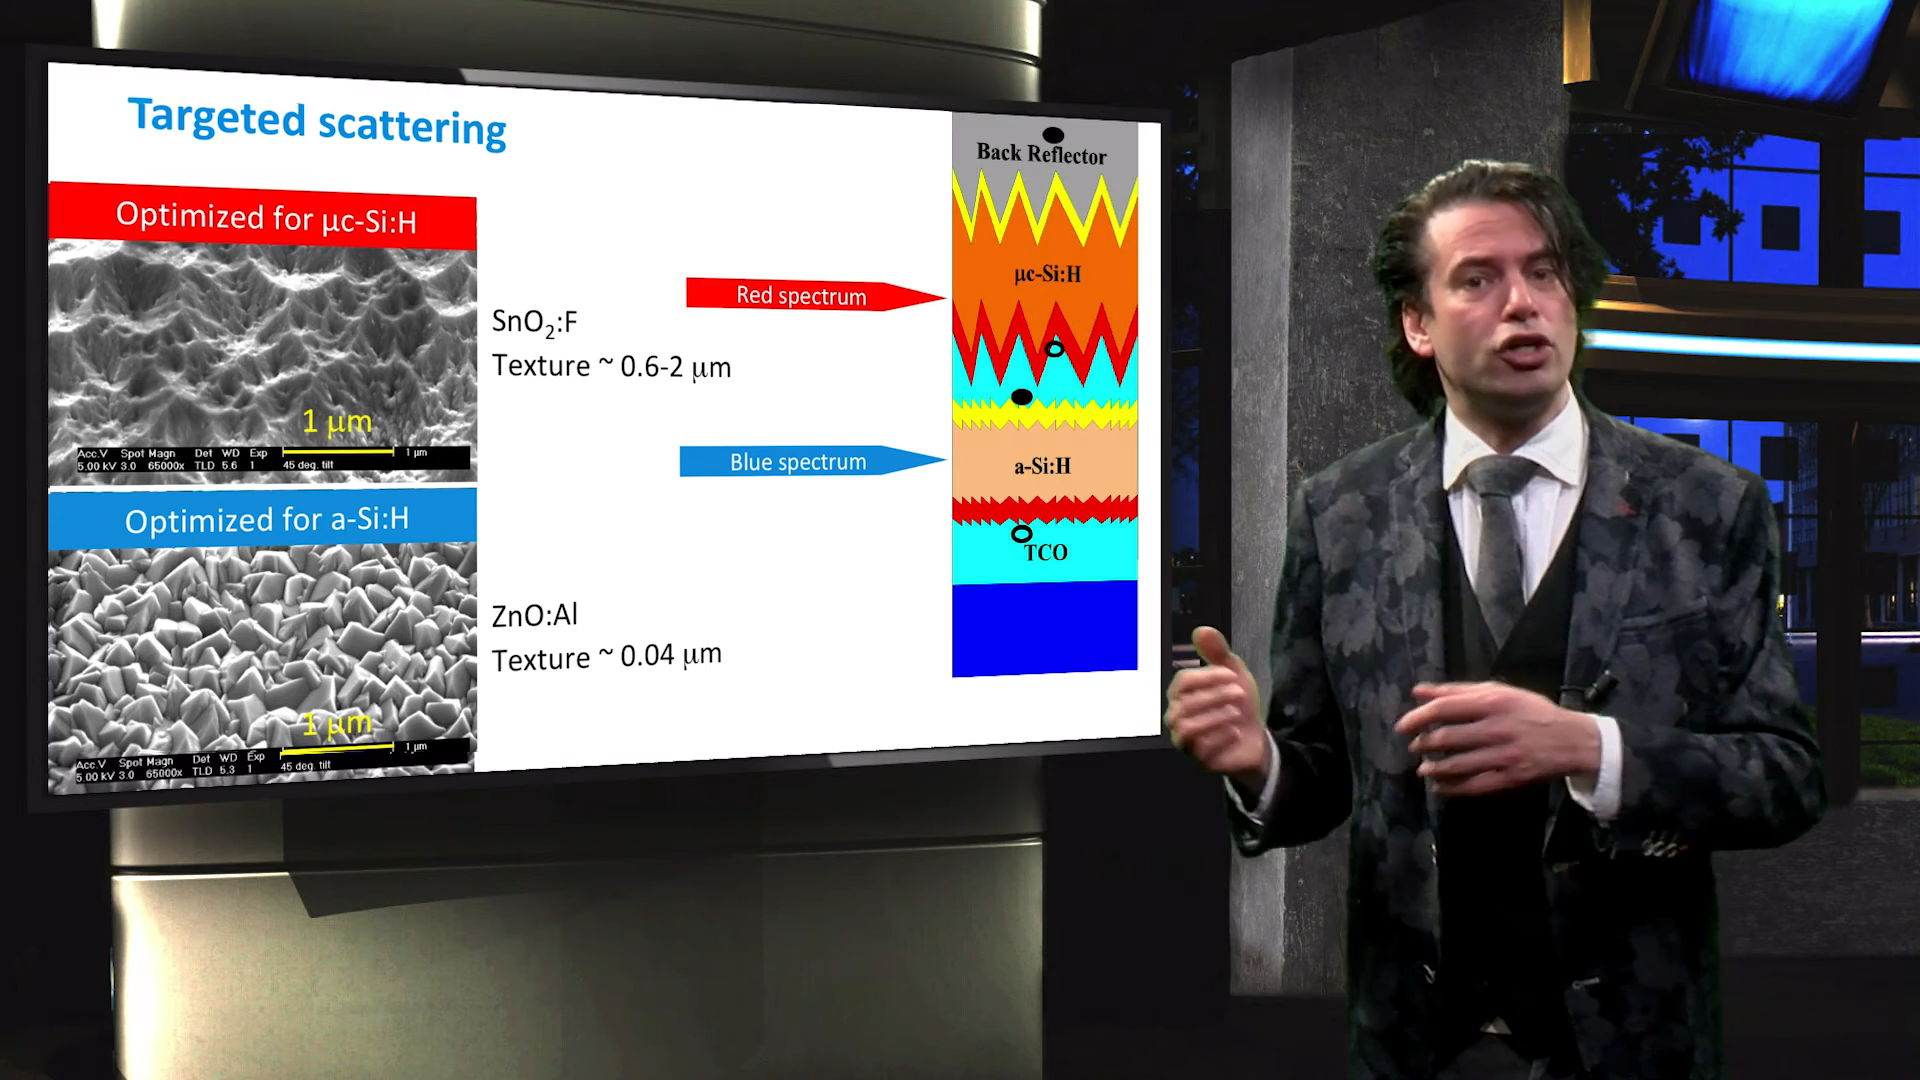 Targeted scattering
Optimized for µc-Si:H
1 µm
Acc.V Spot Magn Det WD Exp 1 µm
5.00 kV 3.0 65000x TLD 5.6 1 45 deg. tilt
SnO₂:F
Texture ~ 0.6-2 µm
Optimized for a-Si:H
1 µm
Acc.V Spot Magn Det WD Exp 1 µm
5.00 kV 3.0 65000x TLD 5.3 1 45 deg. tilt
ZnO:Al
Texture ~ 0.04 µm
Red spectrum
Blue spectrum
Back Reflector
µc-Si:H
a-Si:H
TCO